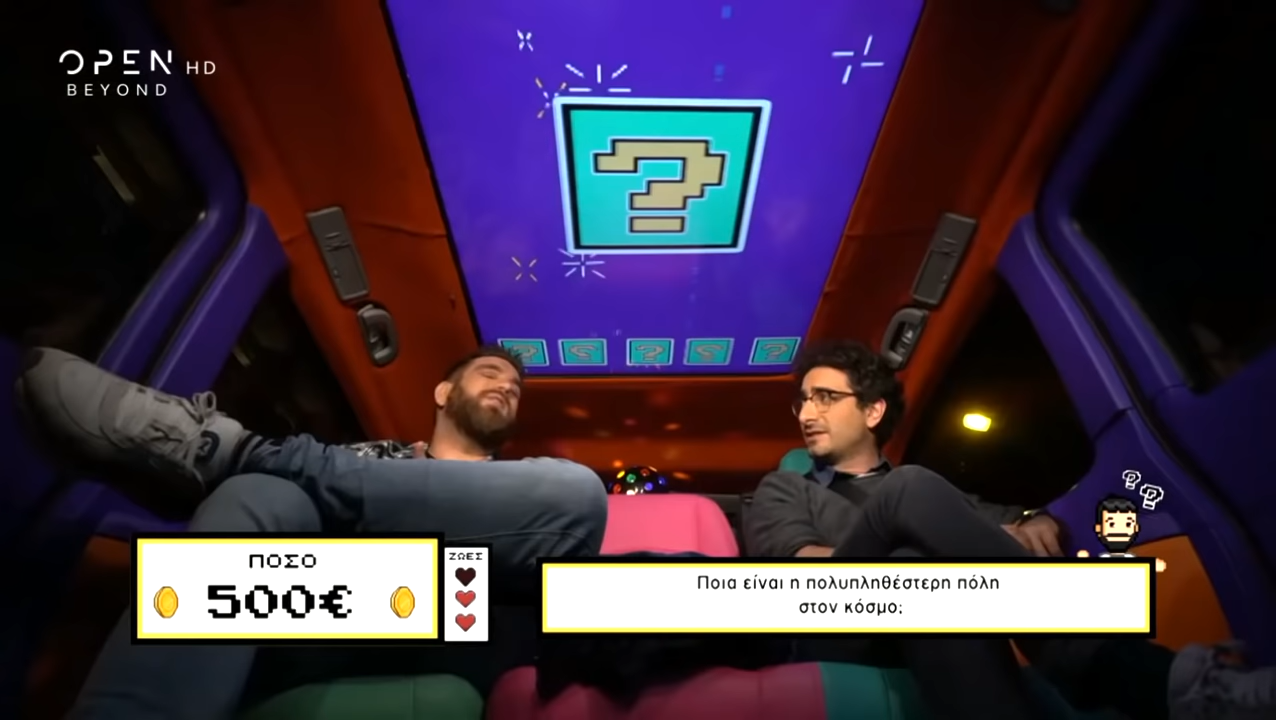 OPEN HD
BEYOND
ΠΟΣΟ
500€
ΖΩΕΣ
Ποια είναι η πολυπληθέστερη πόλη
στον κόσμο;